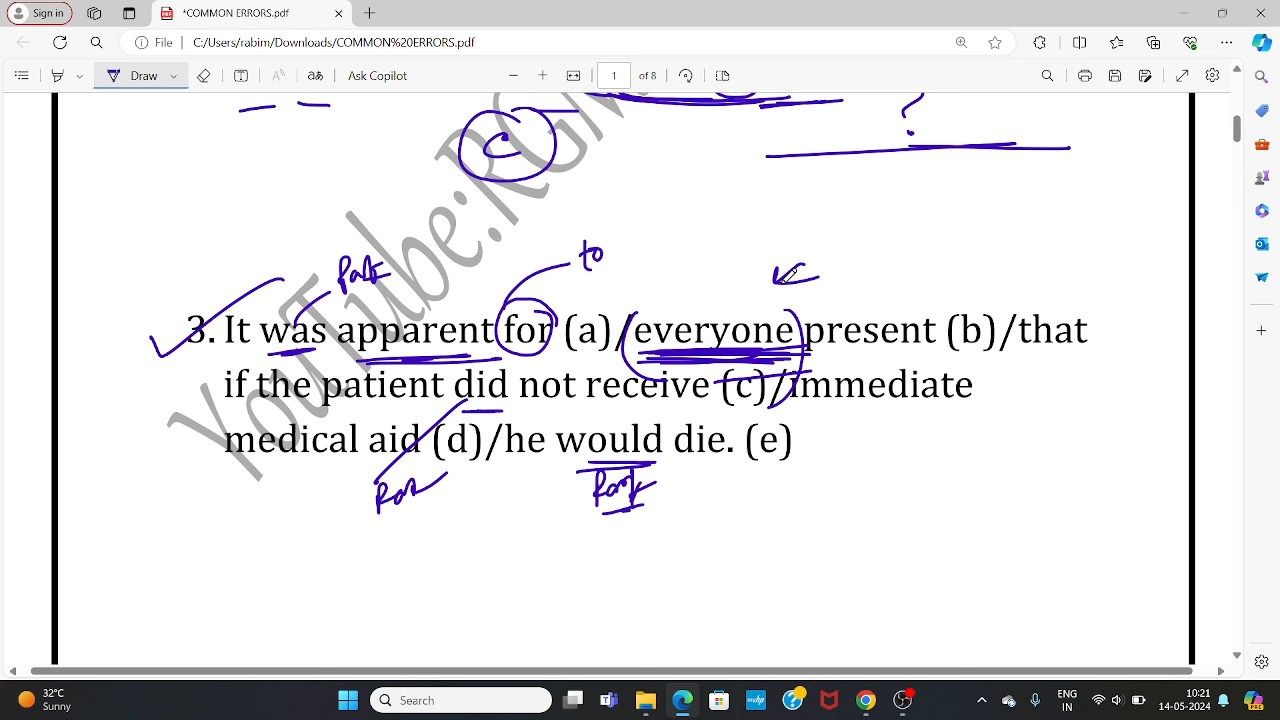 Sign in
*COMMON ERRORS.pdf
File
C:/Users/rabim/Downloads/COMMON%20ERRORS.pdf
Draw
Ask Copilot
1
of 8
C
?
YouTube:RGM
to
3. It was apparent for (a)/everyone present (b)/that
if the patient did not receive (c)/immediate
medical aid (d)/he would die. (e)
32°C
Sunny
Search
ENG
IN
10:21
14-05-2024